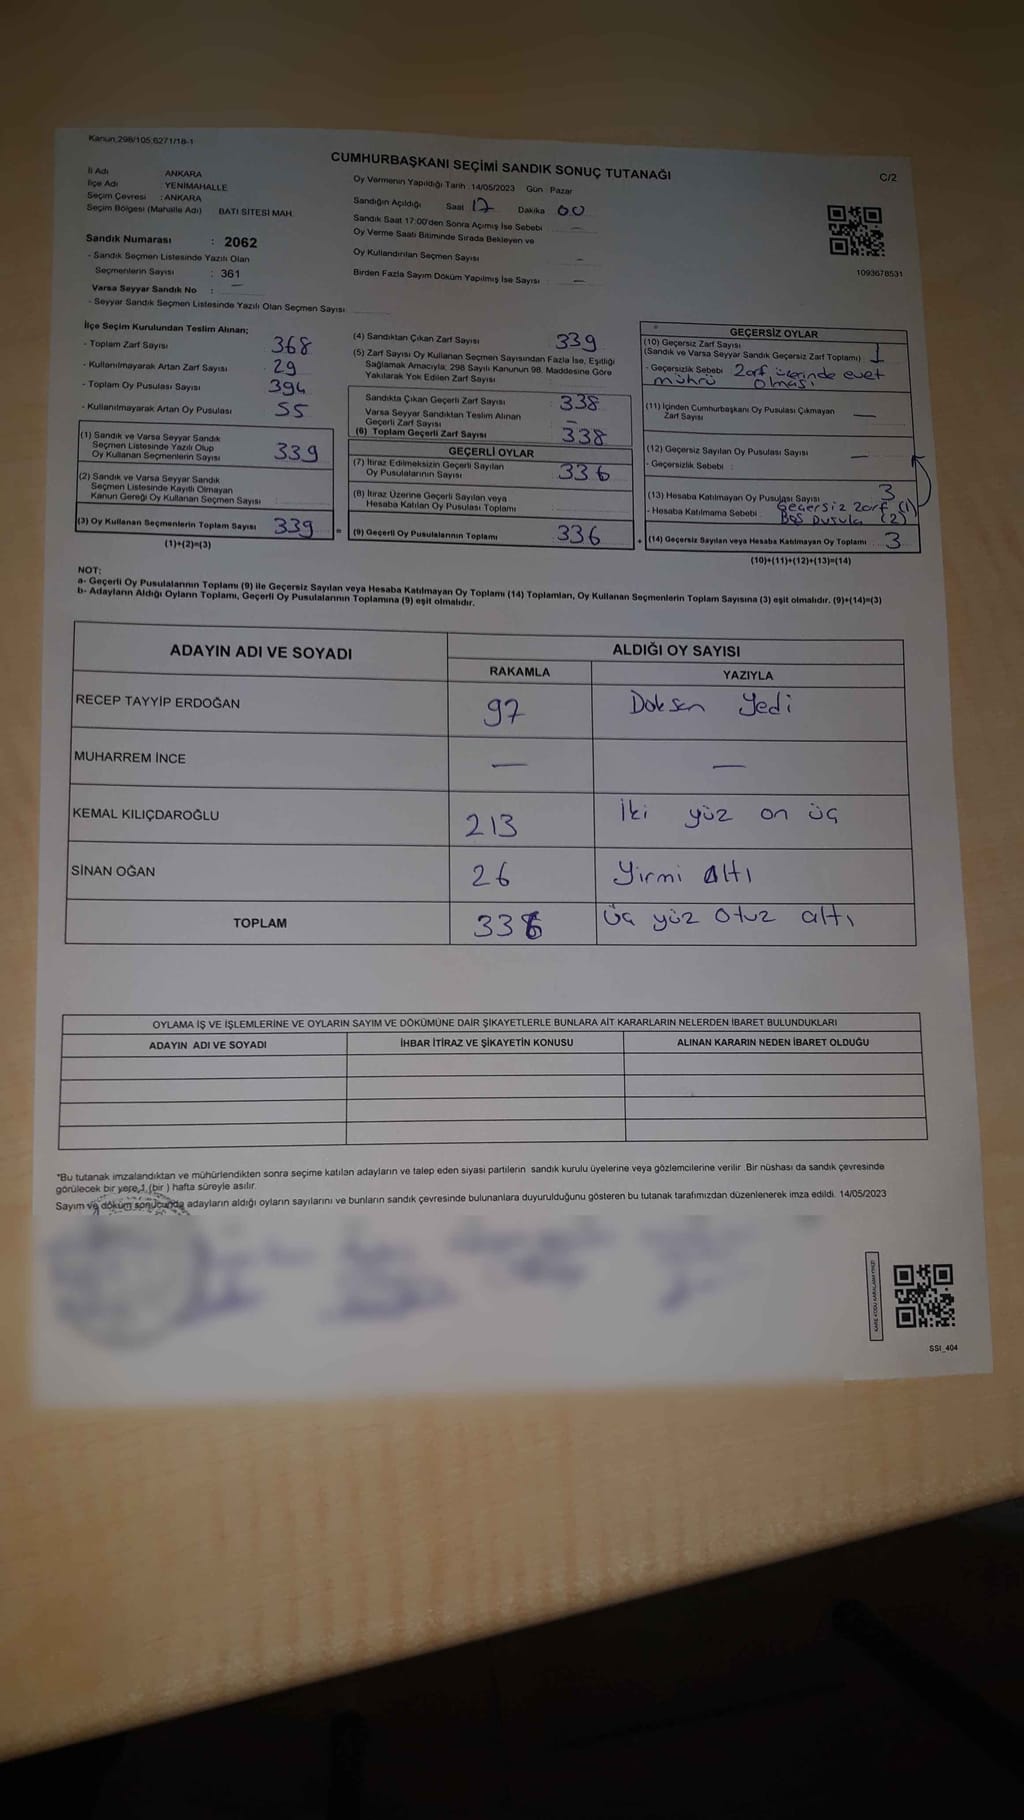 Kanun:298/105,6271/18-1
CUMHURBAŞKANI SEÇİMİ SANDIK SONUÇ TUTANAĞI
C/2
İli Adı ANKARA
İlçe Adı YENİMAHALLE
Seçim Çevresi : ANKARA
Seçim Bölgesi (Mahalle Adı) BATI SİTESİ MAH.
Oy Vermenin Yapıldığı Tarih : 14/05/2023 Gün : Pazar
Sandığın Açıldığı Saat 17 Dakika 00
Sandık Saat 17:00'den Sonra Açımış İse Sebebi —
Oy Verme Saati Bitiminde Sırada Bekleyen ve
Oy Kullandırılan Seçmen Sayısı —
Birden Fazla Sayım Döküm Yapılmış İse Sayısı : —
1093678531
Sandık Numarası : 2062
- Sandık Seçmen Listesinde Yazılı Olan
Seçmenlerin Sayısı : 361
Varsa Seyyar Sandık No : —
- Seyyar Sandık Seçmen Listesinde Yazılı Olan Seçmen Sayısı
İlçe Seçim Kurulundan Teslim Alınan;
- Toplam Zarf Sayısı 368
- Kullanılmayarak Artan Zarf Sayısı 29
- Toplam Oy Pusulası Sayısı 394
- Kullanılmayarak Artan Oy Pusulası 55
(1) Sandık ve Varsa Seyyar Sandık
Seçmen Listesinde Yazılı Olup
Oy Kullanan Seçmenlerin Sayısı 339
(2) Sandık ve Varsa Seyyar Sandık
Seçmen Listesinde Kayıtlı Olmayan
Kanun Gereği Oy Kullanan Seçmen Sayısı :
(3) Oy Kullanan Seçmenlerin Toplam Sayısı 339 =
(1)+(2)=(3)
(4) Sandıktan Çıkan Zarf Sayısı 339
(5) Zarf Sayısı Oy Kullanan Seçmen Sayısından Fazla İse, Eşitliği
Sağlamak Amacıyla, 298 Sayılı Kanunun 98. Maddesine Göre
Yakılarak Yok Edilen Zarf Sayısı :
Sandıkta Çıkan Geçerli Zarf Sayısı 338
Varsa Seyyar Sandıktan Teslim Alınan
Geçerli Zarf Sayısı —
(6) Toplam Geçerli Zarf Sayısı 338
GEÇERLİ OYLAR
(7) İtiraz Edilmeksizin Geçerli Sayılan
Oy Pusulalarının Sayısı 336
(8) İtiraz Üzerine Geçerli Sayılan veya
Hesaba Katılan Oy Pusulası Toplamı
(9) Geçerli Oy Pusulalarının Toplamı 336 +
GEÇERSİZ OYLAR
(10) Geçersiz Zarf Sayısı
(Sandık ve Varsa Seyyar Sandık Geçersiz Zarf Toplamı) : 1
- Geçersizlik Sebebi Zarf üzerinde evet
mührü olması
(11) İçinden Cumhurbaşkanı Oy Pusulası Çıkmayan
Zarf Sayısı —
(12) Geçersiz Sayılan Oy Pusulası Sayısı —
- Geçersizlik Sebebi :
(13) Hesaba Katılmayan Oy Pusulası Sayısı 3
- Hesaba Katılmama Sebebi Geçersiz Zarf (1)
Boş pusula (2)
(14) Geçersiz Sayılan veya Hesaba Katılmayan Oy Toplamı 3
(10)+(11)+(12)+(13)=(14)
NOT:
a- Geçerli Oy Pusulalarının Toplamı (9) ile Geçersiz Sayılan veya Hesaba Katılmayan Oy Toplamı (14) Toplamları, Oy Kullanan Seçmenlerin Toplam Sayısına (3) eşit olmalıdır. (9)+(14)=(3)
b- Adayların Aldığı Oyların Toplamı, Geçerli Oy Pusulalarının Toplamına (9) eşit olmalıdır.
ADAYIN ADI VE SOYADI ALDIĞI OY SAYISI
RAKAMLA YAZIYLA
RECEP TAYYİP ERDOĞAN 97 Doksan Yedi
MUHARREM İNCE — —
KEMAL KILIÇDAROĞLU 213 İki yüz on üç
SİNAN OĞAN 26 Yirmi Altı
TOPLAM 336 üç yüz otuz altı
OYLAMA İŞ VE İŞLEMLERİNE VE OYLARIN SAYIM VE DÖKÜMÜNE DAİR ŞİKAYETLERLE BUNLARA AİT KARARLARIN NELERDEN İBARET BULUNDUKLARI
ADAYIN ADI VE SOYADI İHBAR İTİRAZ VE ŞİKAYETİN KONUSU ALINAN KARARIN NEDEN İBARET OLDUĞU
*Bu tutanak imzalandıktan ve mühürlendikten sonra seçime katılan adayların ve talep eden siyasi partilerin sandık kurulu üyelerine veya gözlemcilerine verilir. Bir nüshası da sandık çevresinde
görülecek bir yere 1 (bir ) hafta süreyle asılır.
Sayım ve döküm sonucunda adayların aldığı oyların sayılarını ve bunların sandık çevresinde bulunanlara duyurulduğunu gösteren bu tutanak tarafımızdan düzenlenerek imza edildi. 14/05/2023
SSI_404